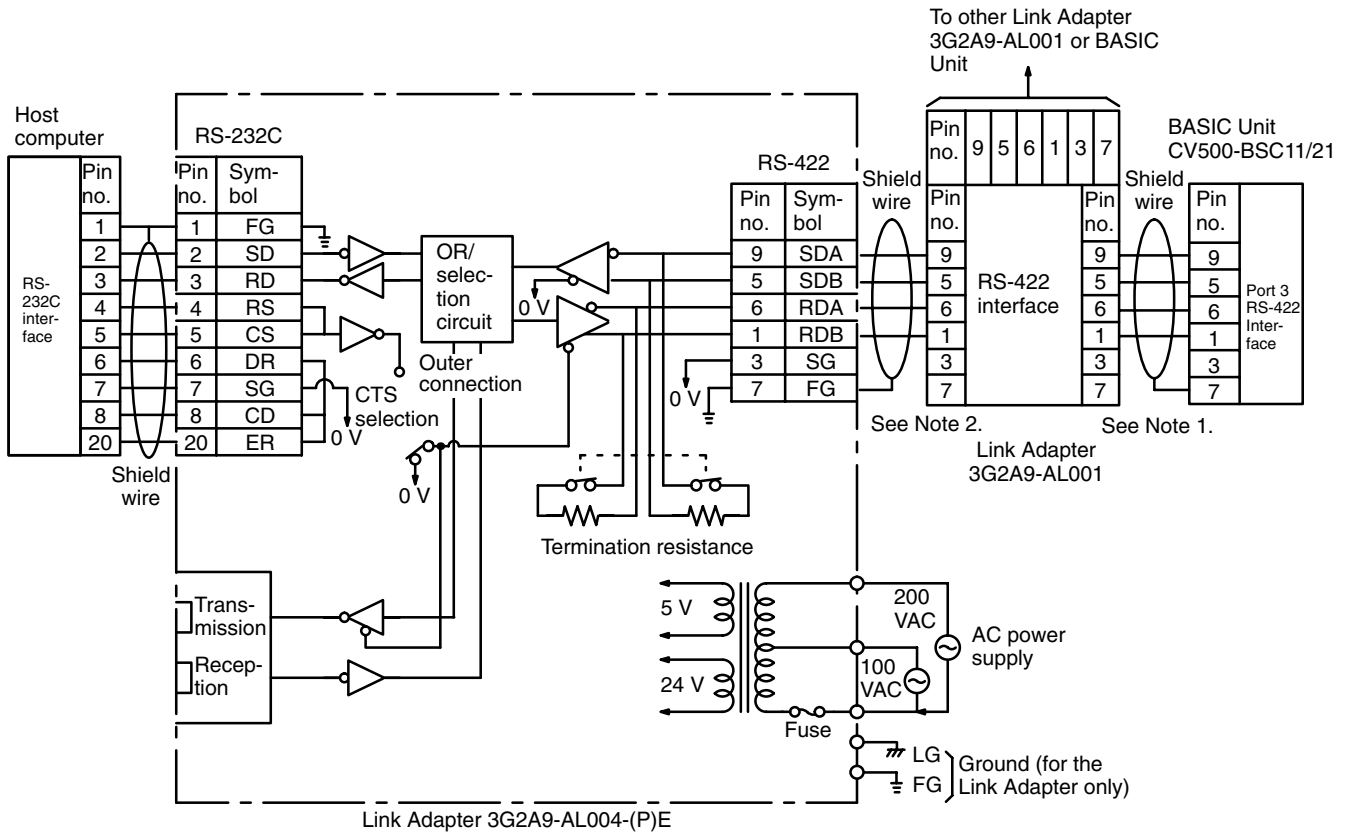 To other Link Adapter
3G2A9-AL001 or BASIC
Unit
Host
computer
RS-232C
RS-422
BASIC Unit
CV500-BSC11/21
Pin
no.
9 5 6 1 3 7
Shield
wire
Shield
wire
RS-
232C
inter-
face
Pin
no.
1
2
3
4
5
6
7
8
20
Pin
no.
Sym-
bol
1 FG
2 SD
3 RD
4 RS
5 CS
6 DR
7 SG
8 CD
20 ER
Shield
wire
OR/
selec-
tion
circuit
0 V
Outer
connection
CTS
selection
0 V
0 V
Pin
no.
Sym-
bol
9 SDA
5 SDB
6 RDA
1 RDB
3 SG
7 FG
0 V
Pin
no.
9
5
6
1
3
7
RS-422
interface
Pin
no.
9
5
6
1
3
7
Pin
no.
9
5
6
1
3
7
Port 3
RS-422
Inter-
face
See Note 2.
See Note 1.
Link Adapter
3G2A9-AL001
Termination resistance
Trans-
mission
Recep-
tion
5 V
24 V
200
VAC
100
VAC
AC power
supply
Fuse
LG
FG
Ground (for the
Link Adapter only)
Link Adapter 3G2A9-AL004-(P)E